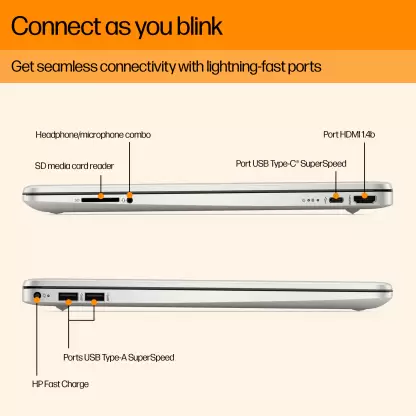 Connect as you blink
Get seamless connectivity with lightning-fast ports
Headphone/microphone combo
Port HDMI 1.4b
SD media card reader
Port USB Type-C® SuperSpeed
Ports USB Type-A SuperSpeed
HP Fast Charge